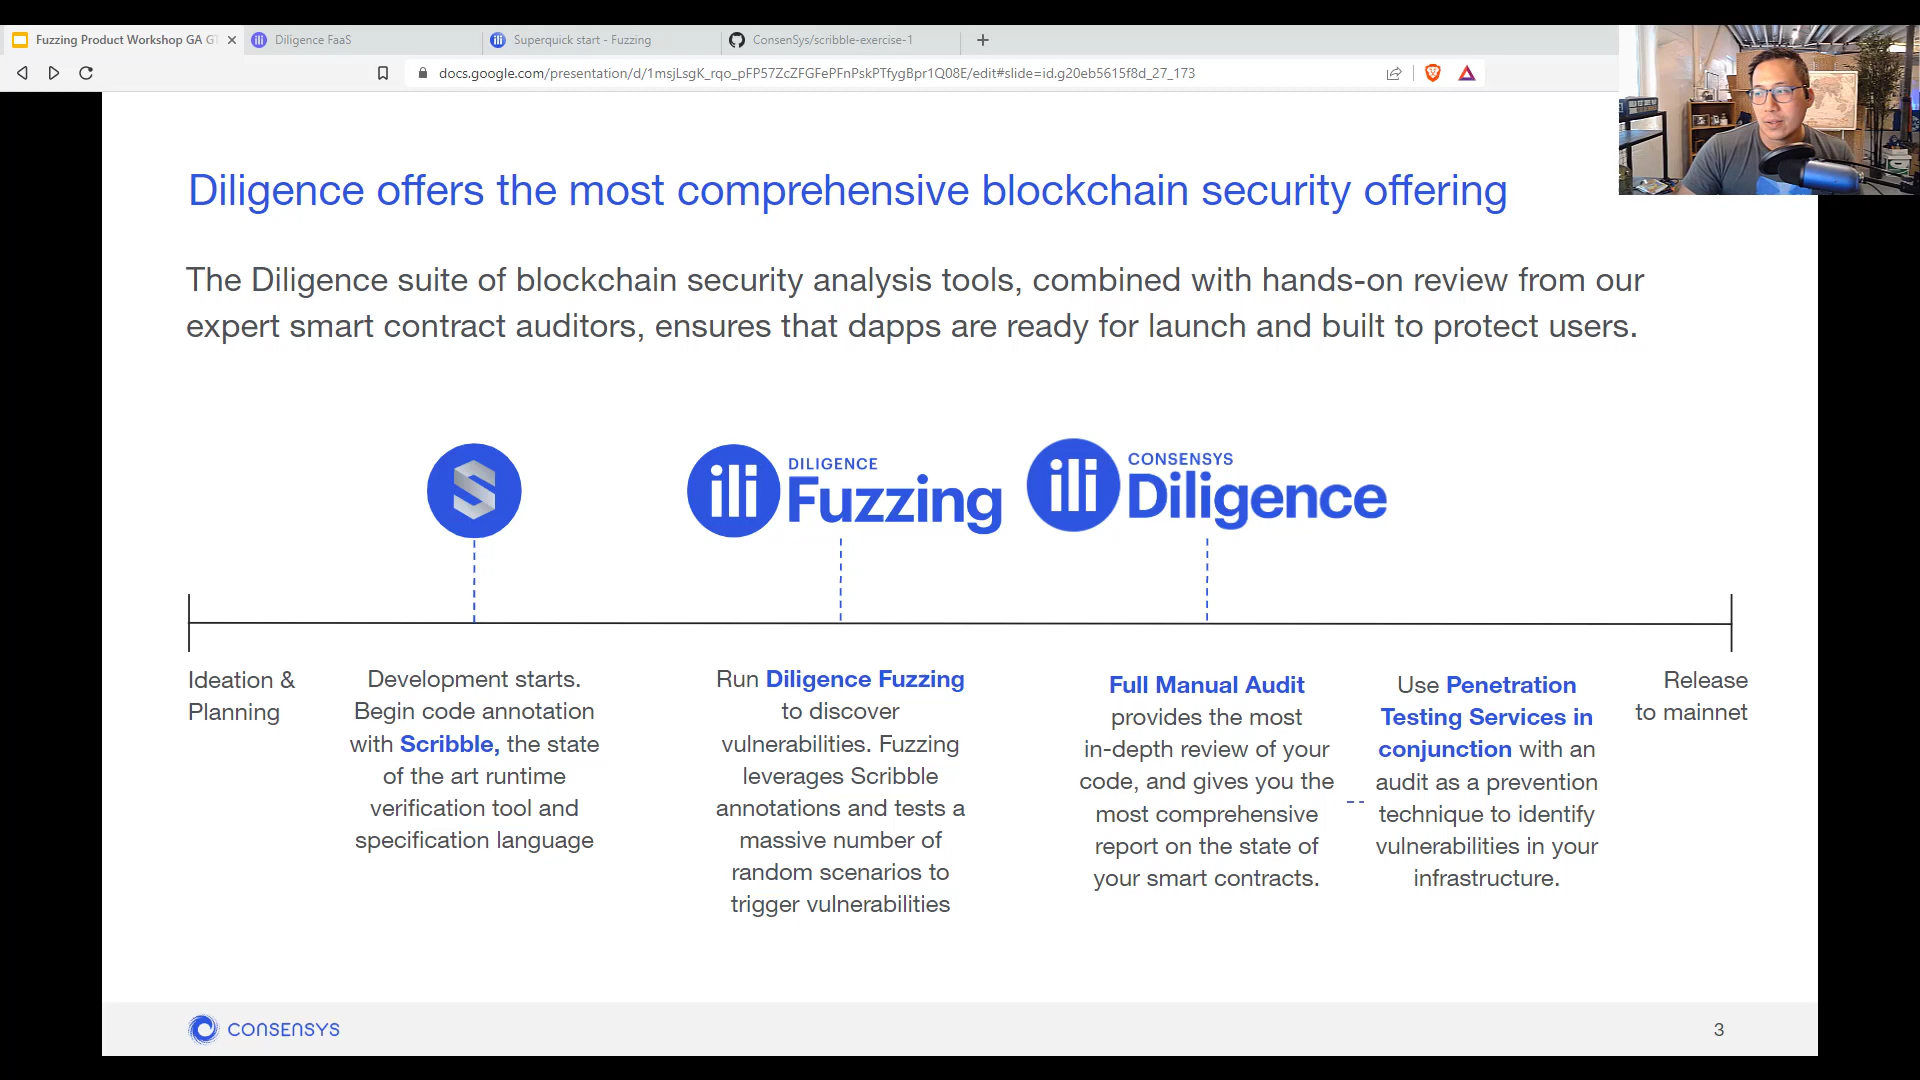 Fuzzing Product Workshop GA G
Diligence FaaS
Superquick start - Fuzzing
ConsenSys/scribble-exercise-1
docs.google.com/presentation/d/1msjLsgK_rqo_pFP57ZcZFGFePFnPskPTfygBpr1Q08E/edit#slide=id.g20eb5615f8d_27_173
Diligence offers the most comprehensive blockchain security offering
The Diligence suite of blockchain security analysis tools, combined with hands-on review from our
expert smart contract auditors, ensures that dapps are ready for launch and built to protect users.
DILIGENCE
Fuzzing
CONSENSYS
Diligence
Ideation &
Planning
Development starts.
Begin code annotation
with Scribble, the state
of the art runtime
verification tool and
specification language
Run Diligence Fuzzing
to discover
vulnerabilities. Fuzzing
leverages Scribble
annotations and tests a
massive number of
random scenarios to
trigger vulnerabilities
Full Manual Audit
provides the most
in-depth review of your
code, and gives you the
most comprehensive
report on the state of
your smart contracts.
Use Penetration
Testing Services in
conjunction with an
audit as a prevention
technique to identify
vulnerabilities in your
infrastructure.
Release
to mainnet
CONSENSYS
3